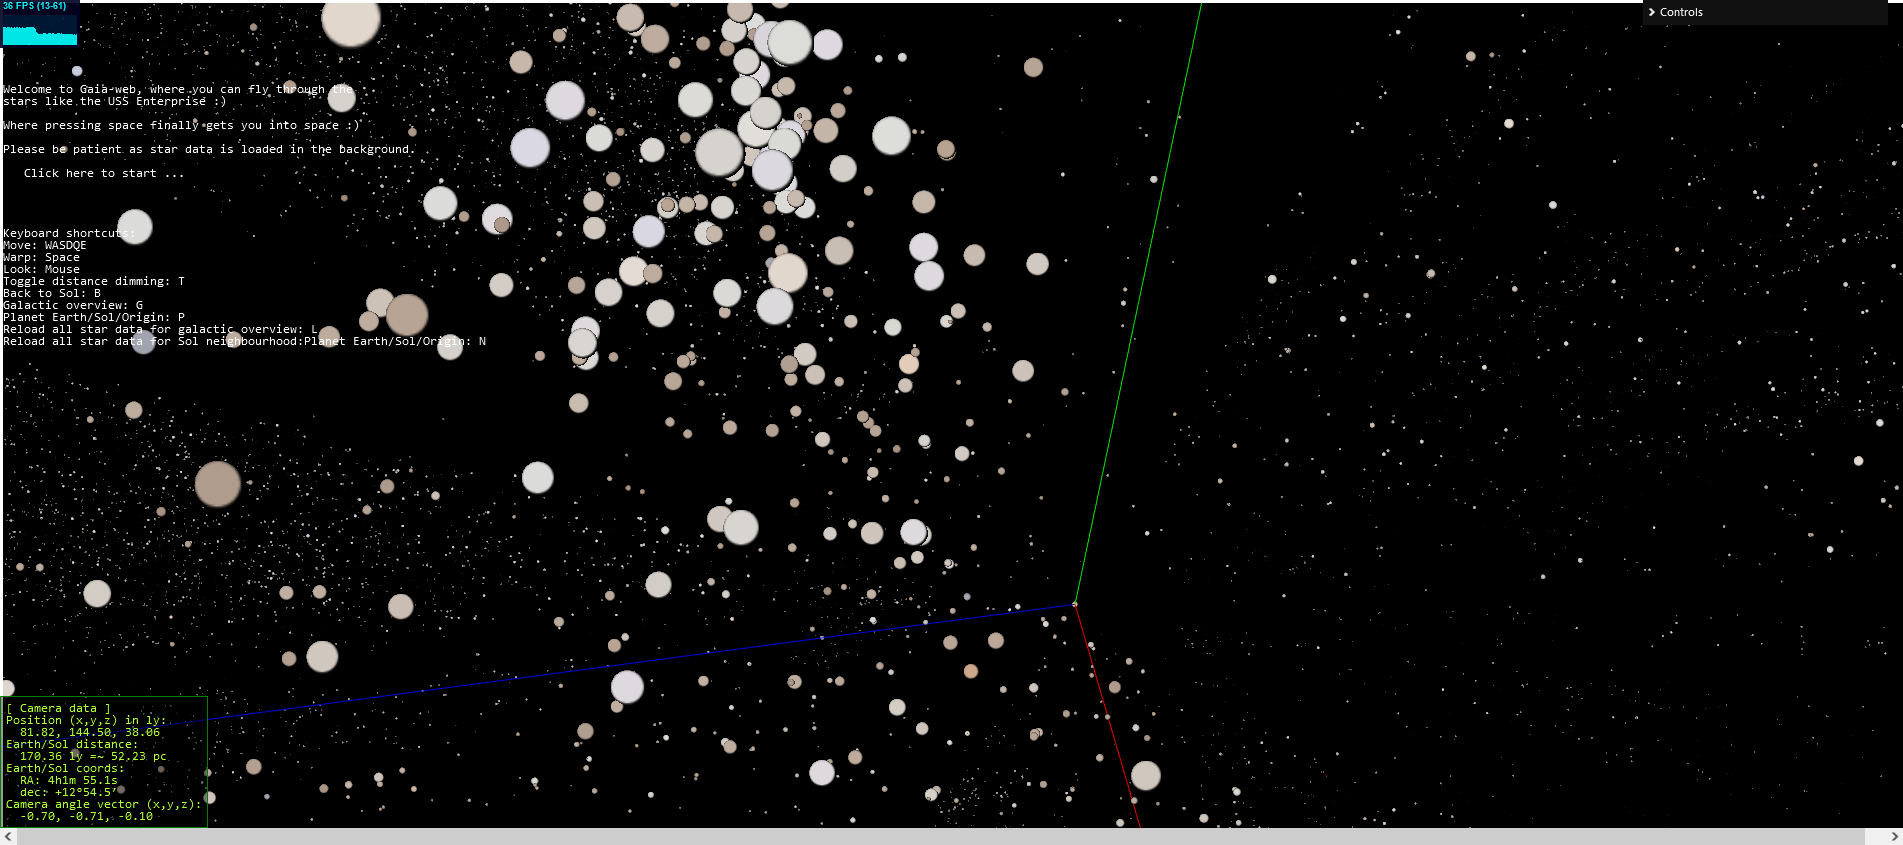 36 FPS (13-61)
Controls
Welcome to Gaia-web, where you can fly through the
stars like the USS Enterprise :)
Where pressing space finally gets you into space :)
Please be patient as star data is loaded in the background.
Click here to start ...
Keyboard shortcuts:
Move: WASDQE
Warp: Space
Look: Mouse
Toggle distance dimming: T
Back to Sol: B
Galactic overview: G
Planet Earth/Sol/Origin: P
Reload all star data for galactic overview: L
Reload all star data for Sol neighbourhood:Planet Earth/Sol/Origin: N
[ Camera data ]
Position (x,y,z) in ly:
81.82, 144.50, 38.06
Earth/Sol distance:
170.36 ly =~ 52.23 pc
Earth/Sol coords:
RA: 4h1m 55.1s
dec: +12°54.5'
Camera angle vector (x,y,z):
-0.70, -0.71, -0.10